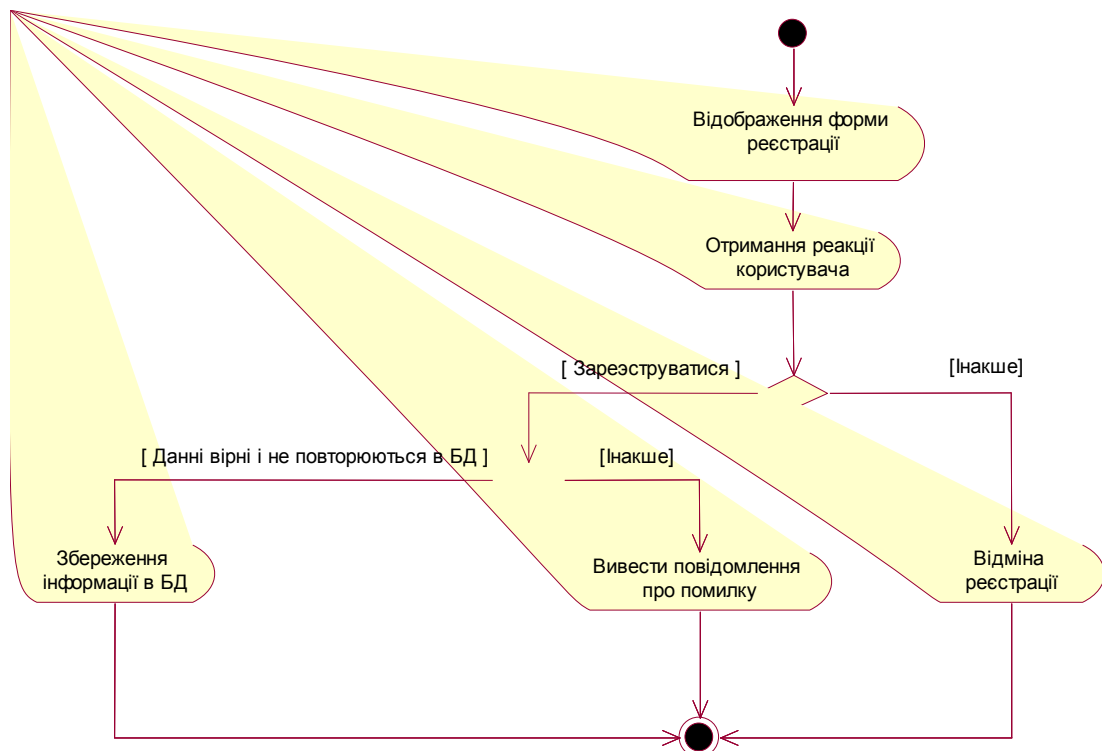 Відображення форми
реєстрації
Отримання реакції
користувача
[ Зареэструватися ]
[Інакше]
[ Данні вірні і не повторюються в БД ]
[Інакше]
Збереження
інформації в БД
Вивести повідомлення
про помилку
Відміна
реєстрації